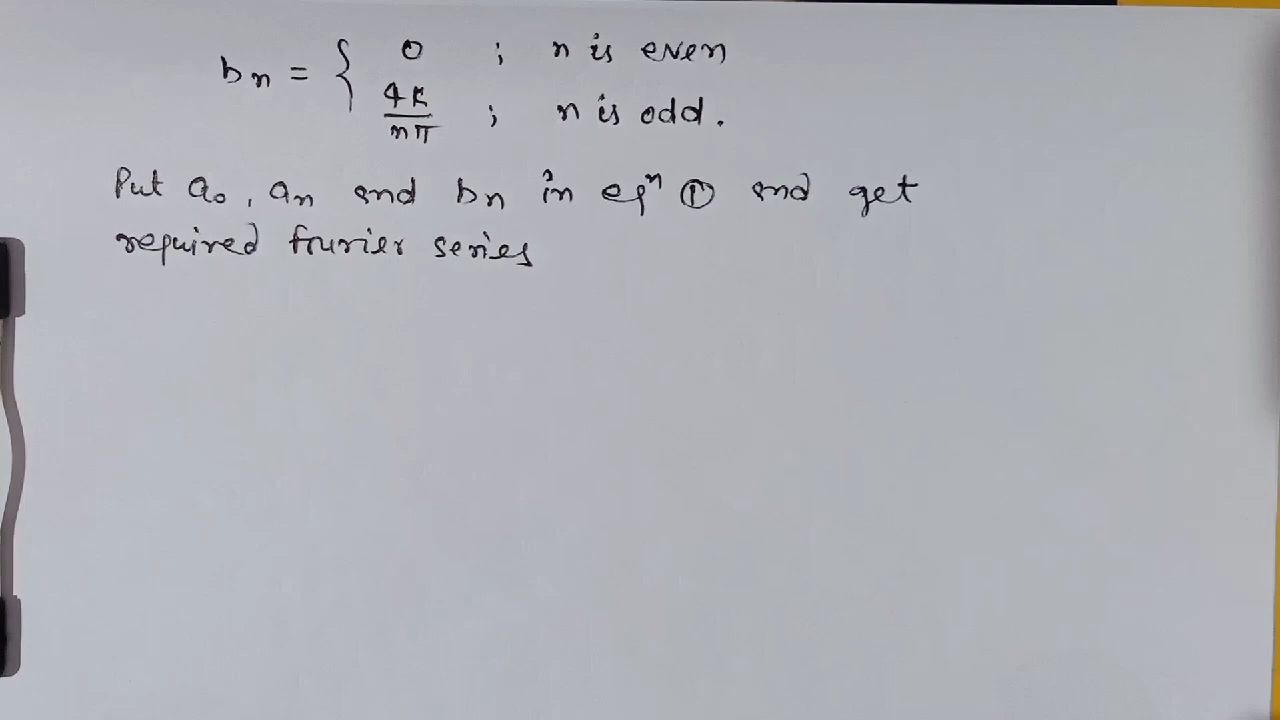 bn = { 0 ; n is even
4K/nπ ; n is odd.
Put a₀, an and bn in eqⁿ ① and get
required fourier series